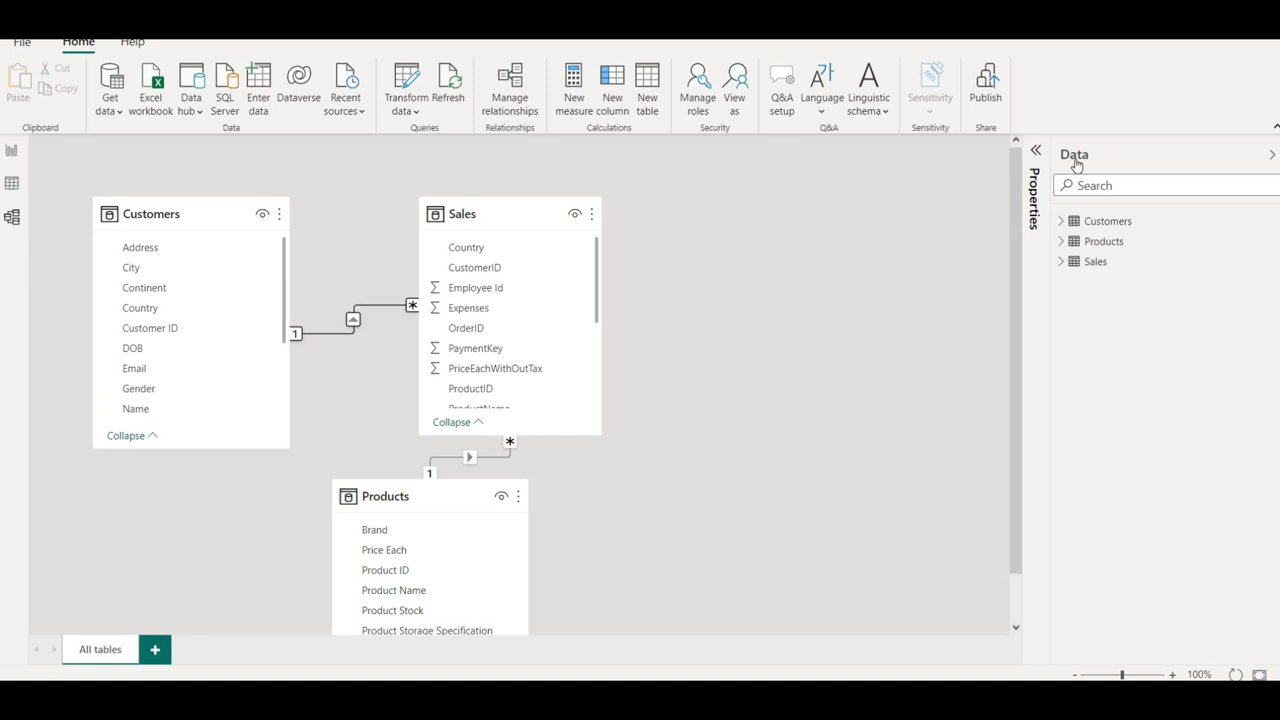 File Home Help
Paste Cut Copy
Get data Excel workbook Data hub SQL Server Enter data Dataverse Recent sources
Transform data Refresh
Manage relationships
New measure New column New table
Manage roles View as
Q&A setup Language Linguistic schema
Sensitivity
Publish
Clipboard Data Queries Relationships Calculations Security Q&A Sensitivity Share
Customers
Address
City
Continent
Country
Customer ID
DOB
Email
Gender
Name
Collapse
1
*
Sales
Country
CustomerID
Σ Employee Id
Σ Expenses
OrderID
Σ PaymentKey
Σ PriceEachWithOutTax
ProductID
ProductName
Collapse
*
1
Products
Brand
Price Each
Product ID
Product Name
Product Stock
Product Storage Specification
Properties
Data
Search
Customers
Products
Sales
All tables +
- + 100%